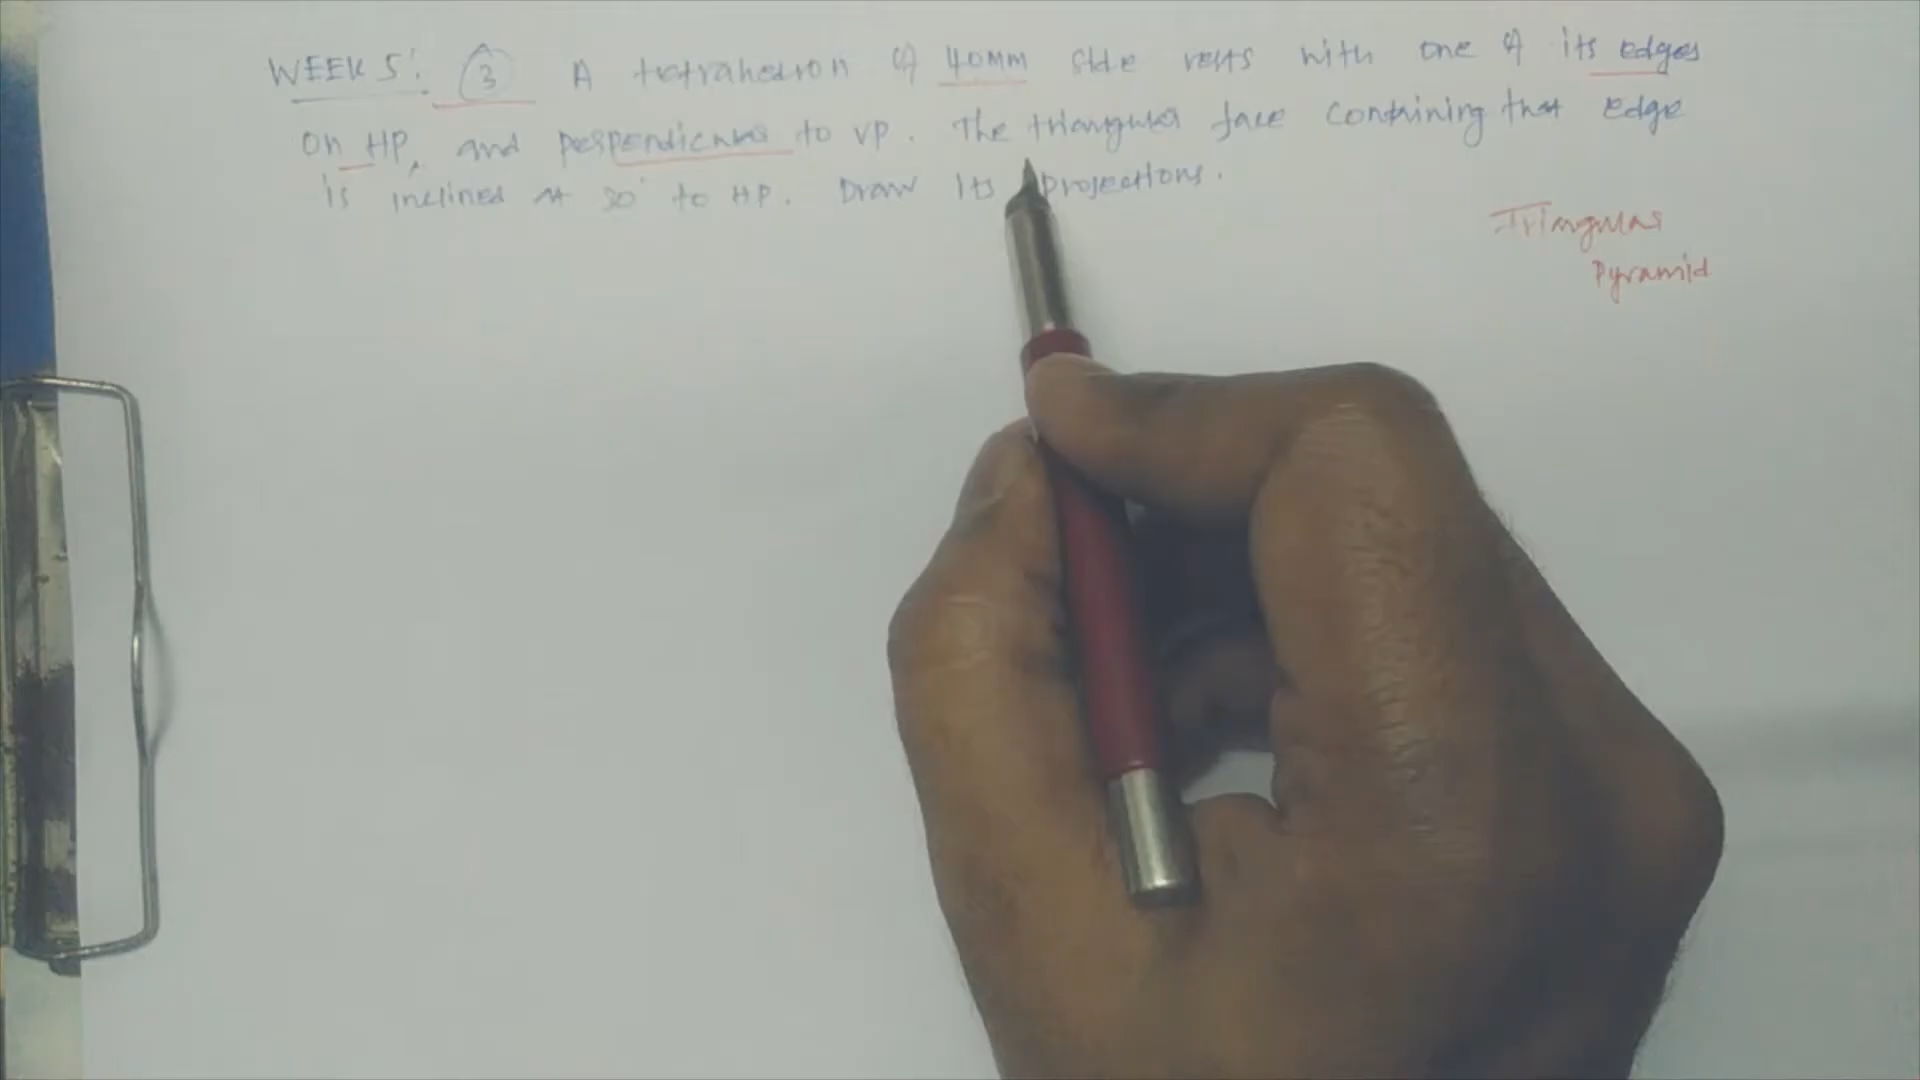 WEEK 5: ③ A tetrahedron of 40mm side rests with one of its edges
on HP, and perpendicular to VP. The triangular face containing that edge
is inclined at 30° to HP. Draw its projections.
Triangular
Pyramid